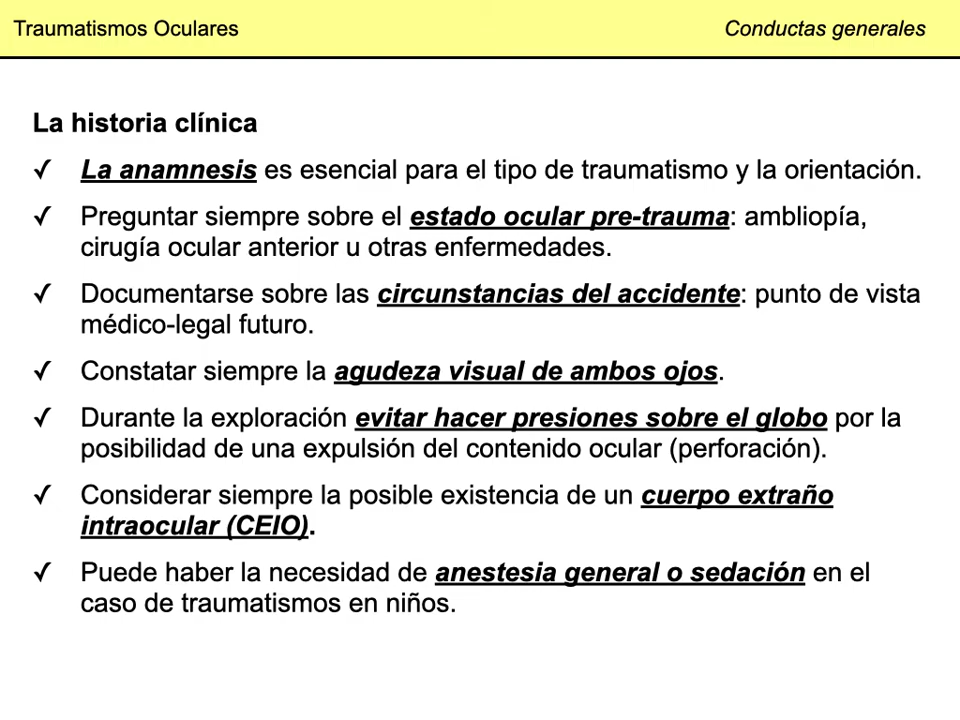 Traumatismos Oculares
Conductas generales
La historia clínica
✓ La anamnesis es esencial para el tipo de traumatismo y la orientación.
✓ Preguntar siempre sobre el estado ocular pre-trauma: ambliopía,
cirugía ocular anterior u otras enfermedades.
✓ Documentarse sobre las circunstancias del accidente: punto de vista
médico-legal futuro.
✓ Constatar siempre la agudeza visual de ambos ojos.
✓ Durante la exploración evitar hacer presiones sobre el globo por la
posibilidad de una expulsión del contenido ocular (perforación).
✓ Considerar siempre la posible existencia de un cuerpo extraño
intraocular (CEIO).
✓ Puede haber la necesidad de anestesia general o sedación en el
caso de traumatismos en niños.